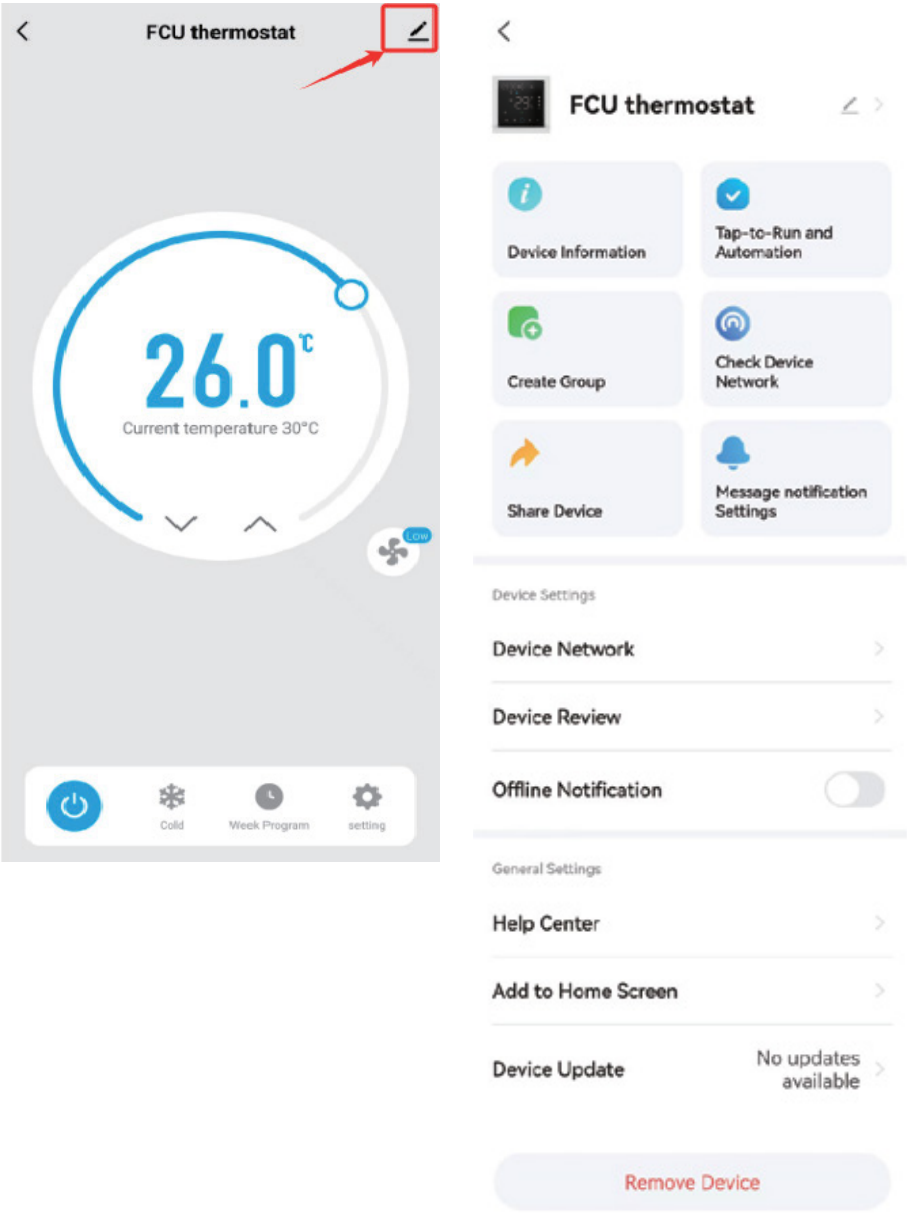 FCU thermostat
26.0℃
Current temperature 30°C
Low
Cold
Week Program
setting
FCU thermostat
Device Information
Tap-to-Run and
Automation
Create Group
Check Device
Network
Share Device
Message notification
Settings
Device Settings
Device Network
Device Review
Offline Notification
General Settings
Help Center
Add to Home Screen
Device Update
No updates
available
Remove Device